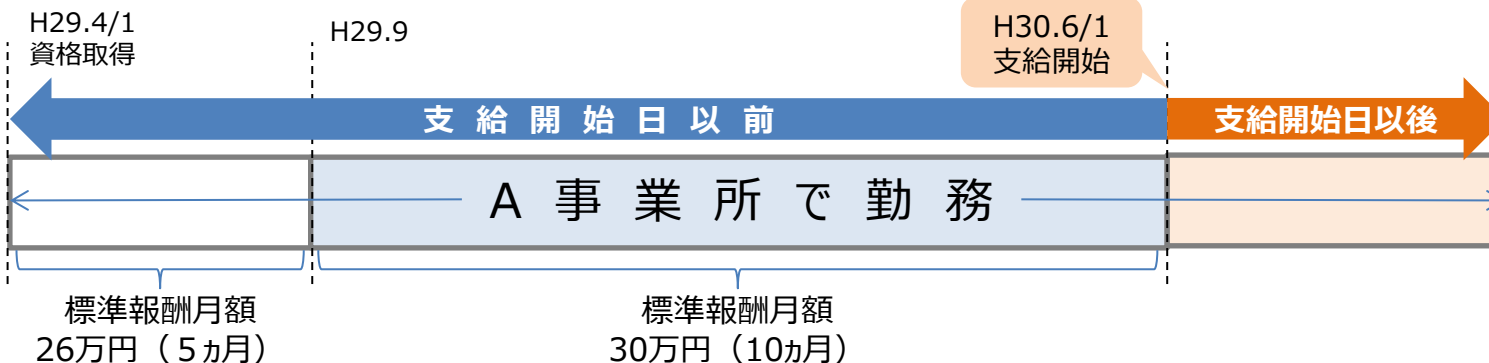 H29.4/1
資格取得
H29.9
H30.6/1
支給開始
支給開始日以前
支給開始日以後
A事業所で勤務
標準報酬月額
26万円（5ヵ月）
標準報酬月額
30万円（10ヵ月）